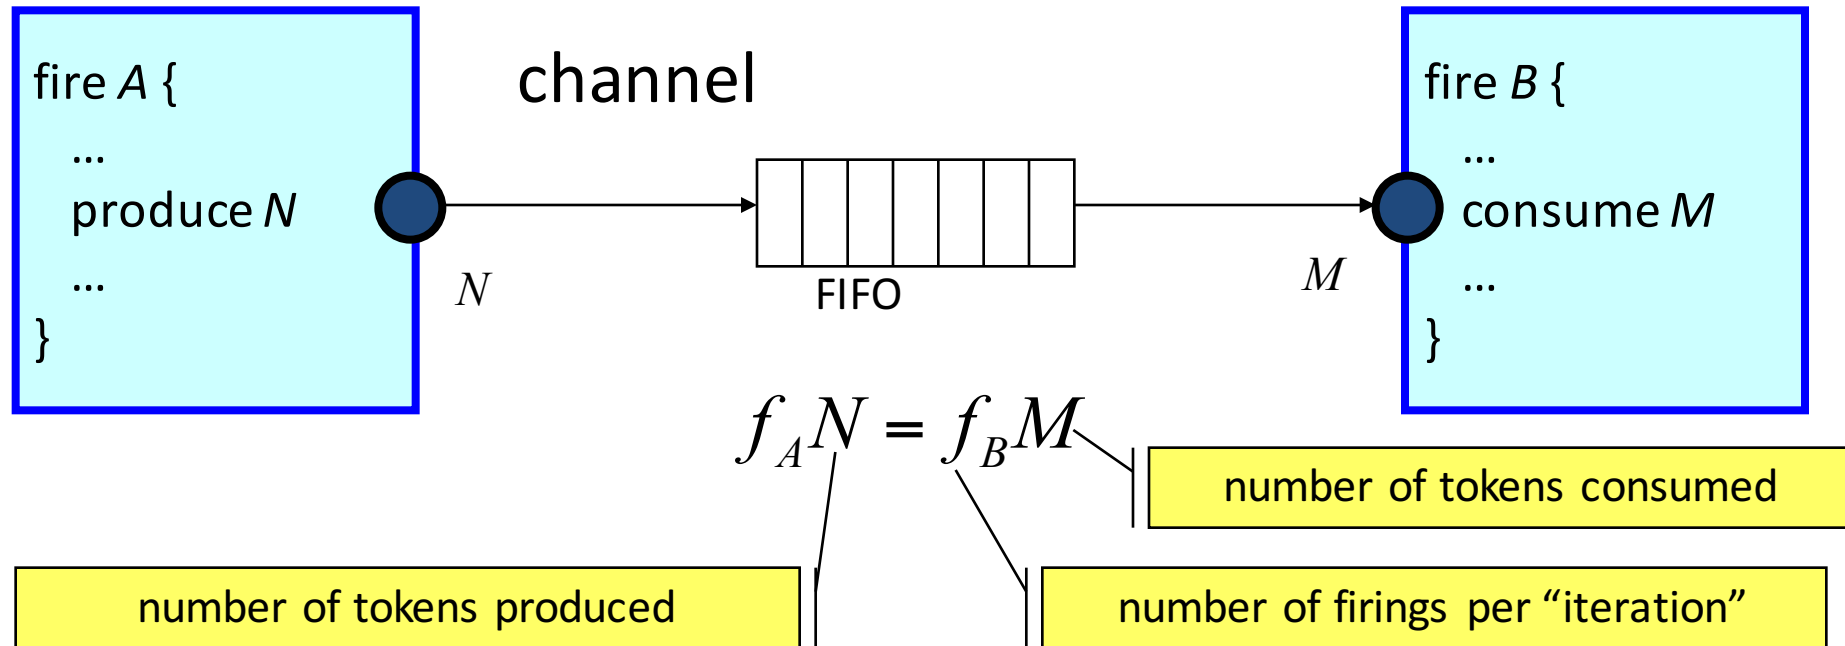 fire A {
…
produce N
…
}
channel
N
FIFO
M
fire B {
…
consume M
…
}
f_A N = f_B M
number of tokens consumed
number of tokens produced
number of firings per “iteration”